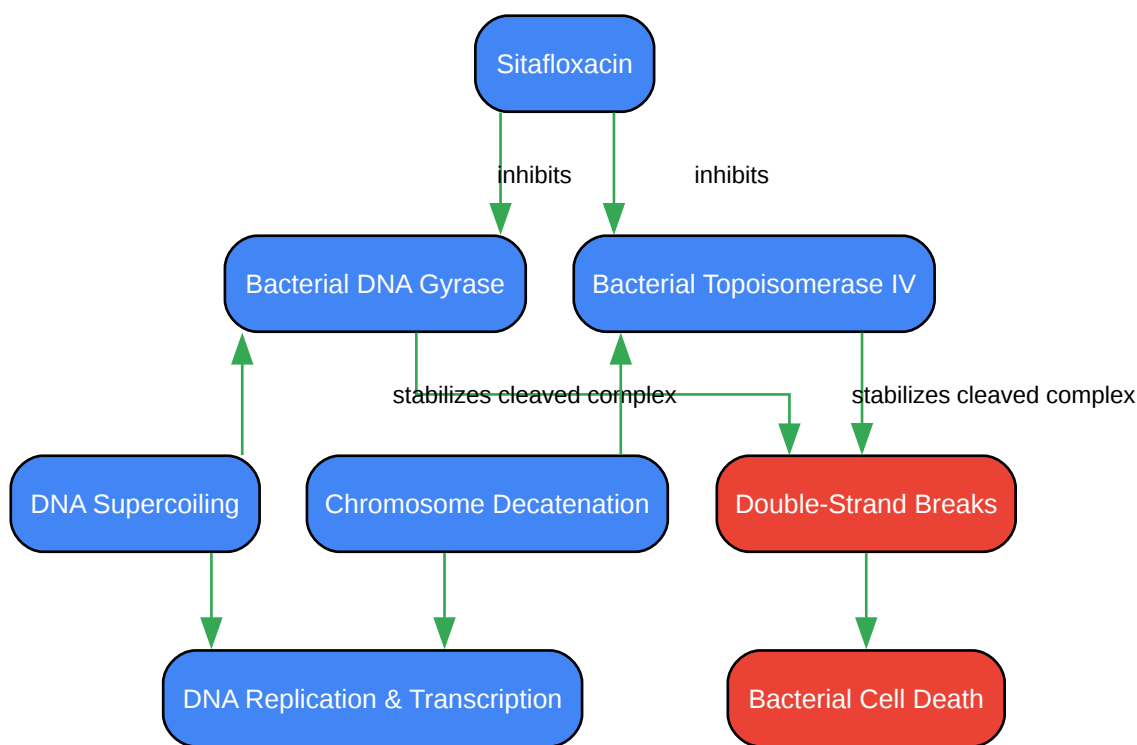 Sitafloxacin
inhibits
inhibits
Bacterial DNA Gyrase
Bacterial Topoisomerase IV
stabilizes cleaved complex
stabilizes cleaved complex
DNA Supercoiling
Chromosome Decatenation
Double-Strand Breaks
DNA Replication & Transcription
Bacterial Cell Death